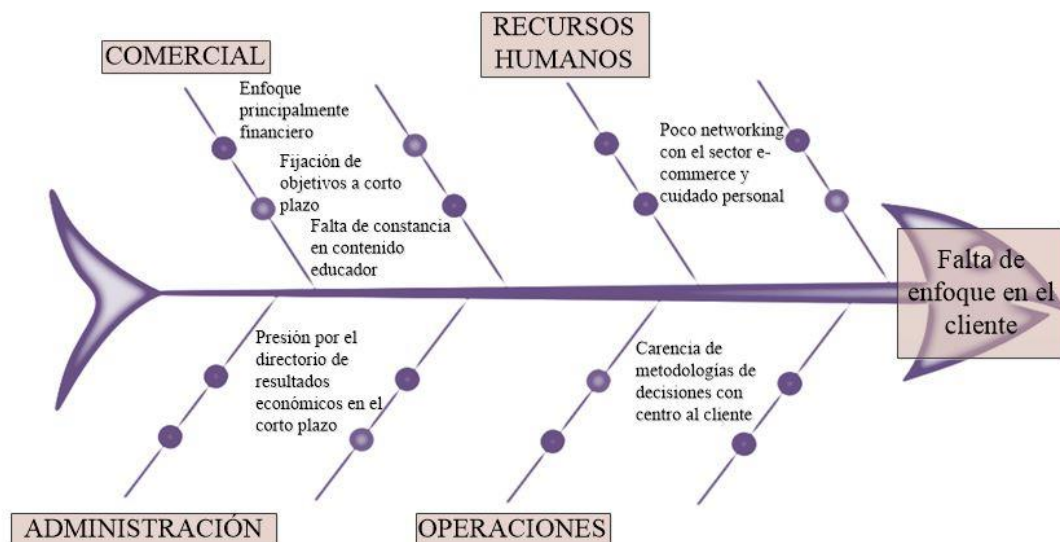 COMERCIAL
Enfoque
principalmente
financiero
Fijación de
objetivos a corto
plazo
Falta de constancia
en contenido
educador
RECURSOS
HUMANOS
Poco networking
con el sector e-
commerce y
cuidado personal
Falta de
enfoque en el
cliente
Presión por el
directorio de
resultados
económicos en el
corto plazo
ADMINISTRACIÓN
Carencia de
metodologías de
decisiones con
centro al cliente
OPERACIONES